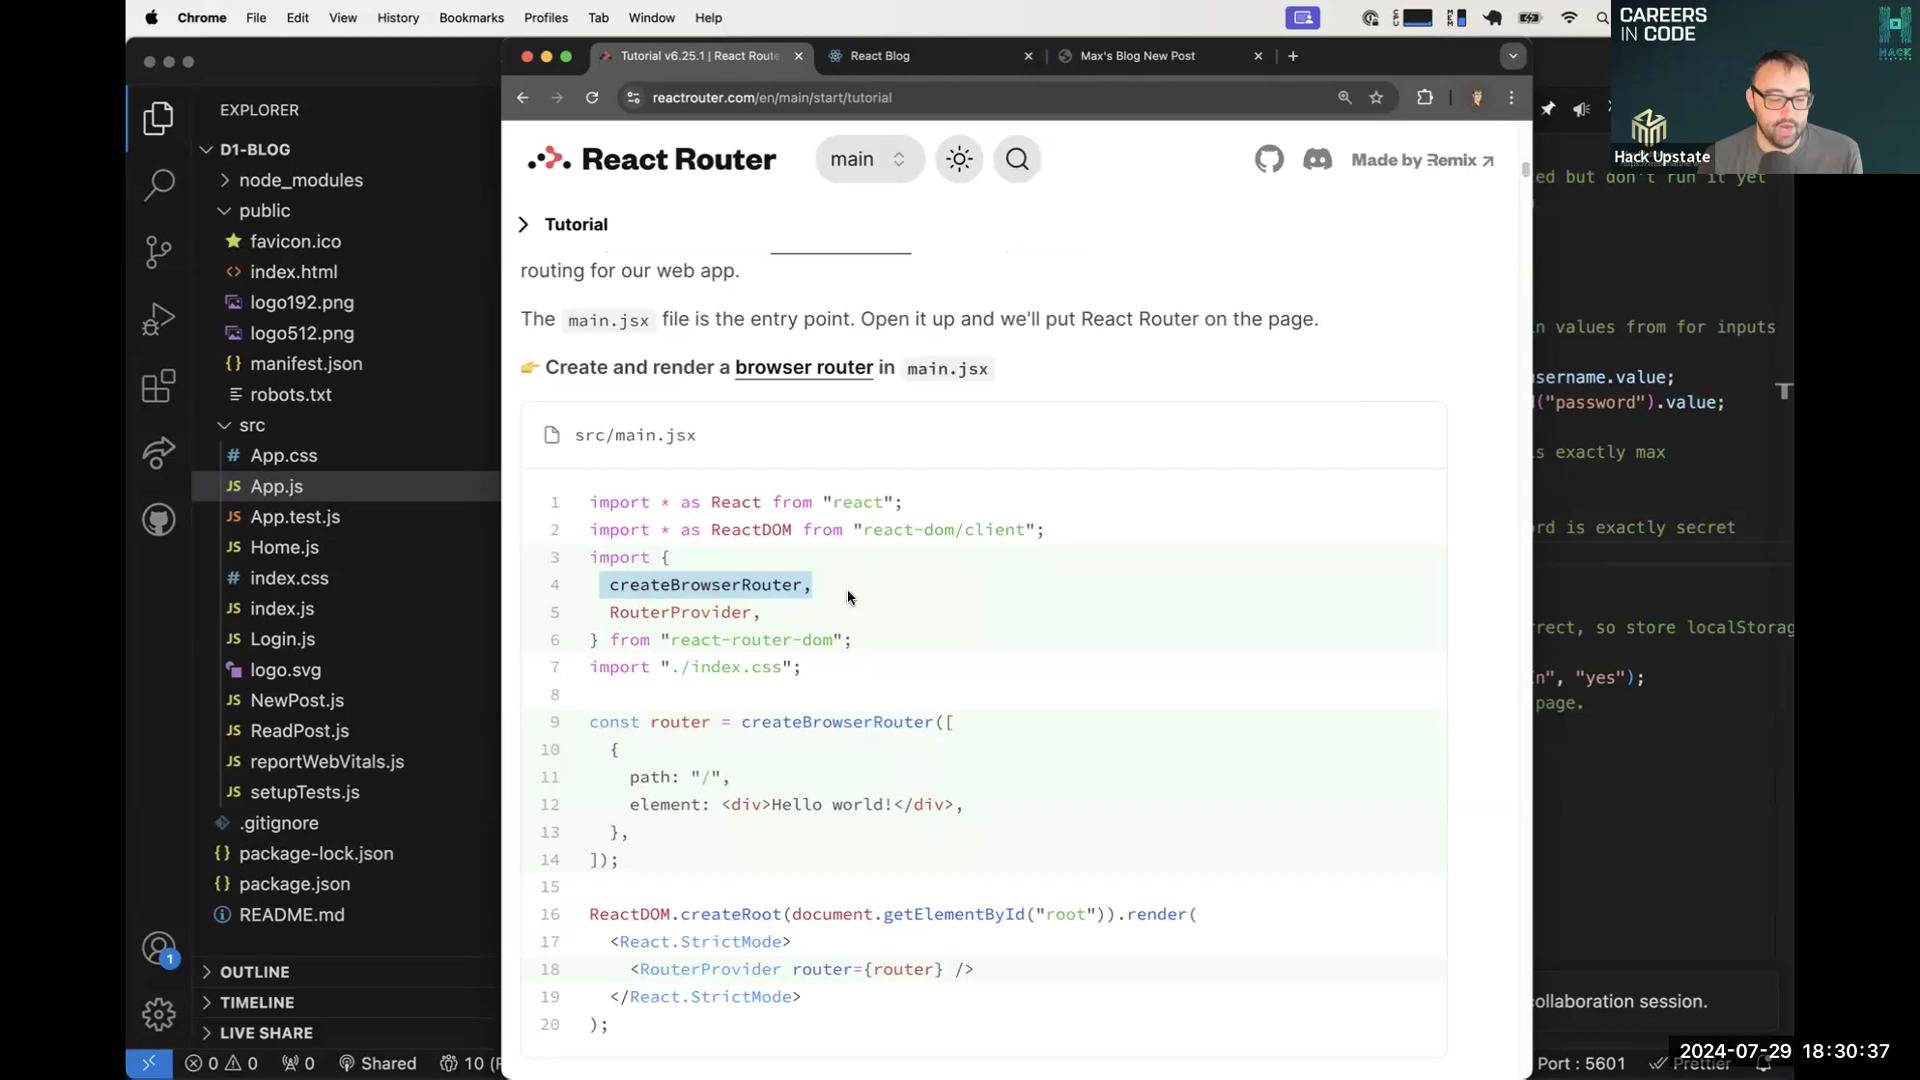 Chrome File Edit View History Bookmarks Profiles Tab Window Help
CAREERS
IN CODE
HACK
Hack Upstate
EXPLORER
D1-BLOG
node_modules
public
favicon.ico
index.html
logo192.png
logo512.png
manifest.json
robots.txt
src
App.css
App.js
App.test.js
Home.js
index.css
index.js
Login.js
logo.svg
NewPost.js
ReadPost.js
reportWebVitals.js
setupTests.js
.gitignore
package-lock.json
package.json
README.md
OUTLINE
TIMELINE
LIVE SHARE
1
0 0 0 Shared 10
Tutorial v6.25.1 | React Route
React Blog
Max's Blog New Post
reactrouter.com/en/main/start/tutorial
React Router
main
Made by Remix
Tutorial
routing for our web app.
The main.jsx file is the entry point. Open it up and we'll put React Router on the page.
👉 Create and render a browser router in main.jsx
src/main.jsx
1 import * as React from "react";
2 import * as ReactDOM from "react-dom/client";
3 import {
4 createBrowserRouter,
5 RouterProvider,
6 } from "react-router-dom";
7 import "./index.css";
8
9 const router = createBrowserRouter([
10 {
11 path: "/",
12 element: <div>Hello world!</div>,
13 },
14 ]);
15
16 ReactDOM.createRoot(document.getElementById("root")).render(
17 <React.StrictMode>
18 <RouterProvider router={router} />
19 </React.StrictMode>
20 );
ed but don't run it yet
n values from for inputs
sername.value;
("password").value;
s exactly max
rd is exactly secret
rrect, so store localStorag
n", "yes");
page.
ollaboration session.
2024-07-29 18:30:37
Port : 5601 Prettier